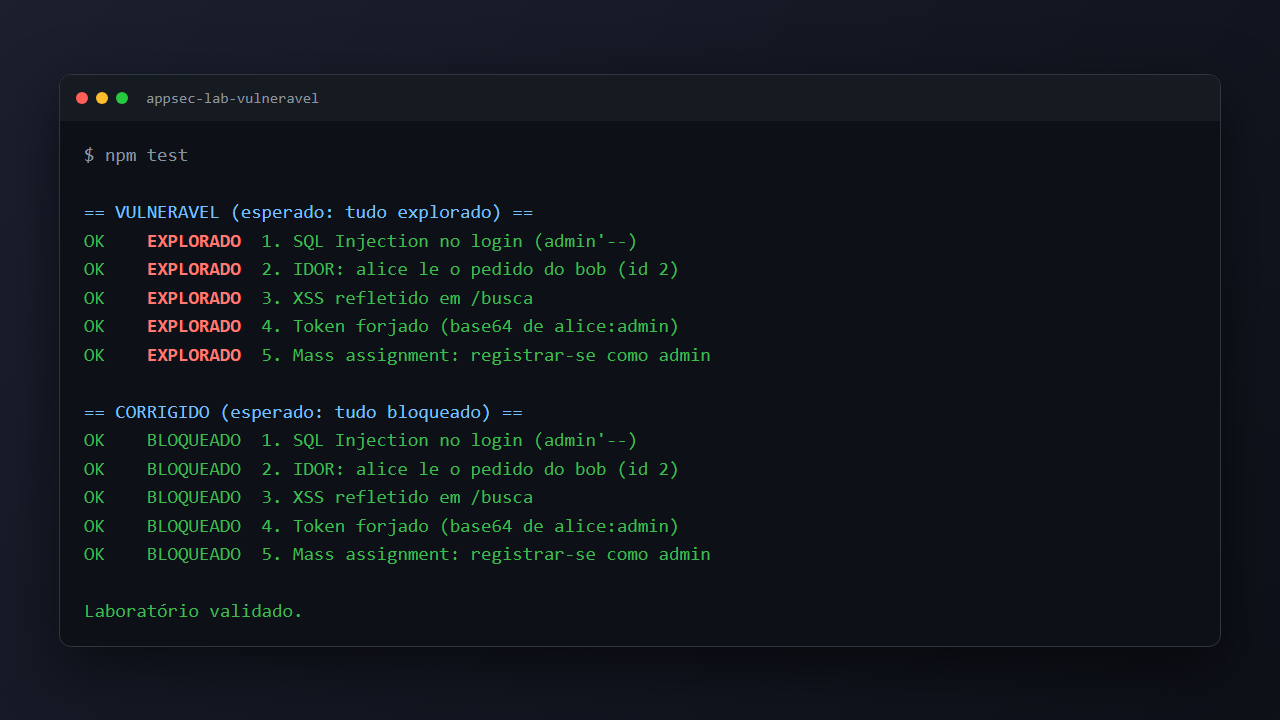 appsec-lab-vulneravel
$ npm test
== VULNERAVEL (esperado: tudo explorado) ==
OK    EXPLORADO  1. SQL Injection no login (admin'--)
OK    EXPLORADO  2. IDOR: alice le o pedido do bob (id 2)
OK    EXPLORADO  3. XSS refletido em /busca
OK    EXPLORADO  4. Token forjado (base64 de alice:admin)
OK    EXPLORADO  5. Mass assignment: registrar-se como admin
== CORRIGIDO (esperado: tudo bloqueado) ==
OK    BLOQUEADO  1. SQL Injection no login (admin'--)
OK    BLOQUEADO  2. IDOR: alice le o pedido do bob (id 2)
OK    BLOQUEADO  3. XSS refletido em /busca
OK    BLOQUEADO  4. Token forjado (base64 de alice:admin)
OK    BLOQUEADO  5. Mass assignment: registrar-se como admin
Laboratório validado.